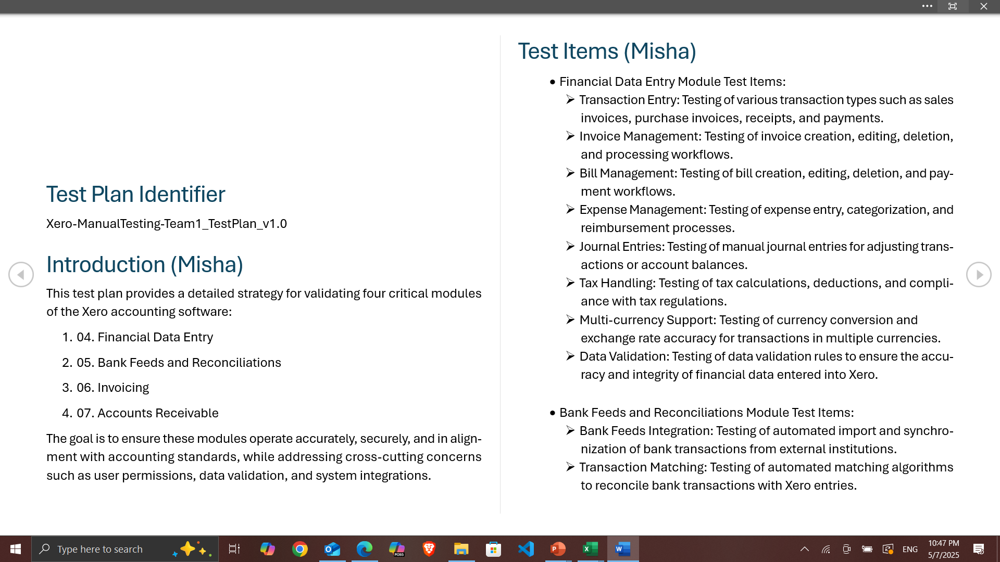 Test Plan Identifier
Xero-ManualTesting-Team1_TestPlan_v1.0
Introduction (Misha)
This test plan provides a detailed strategy for validating four critical modules
of the Xero accounting software:
1. 04. Financial Data Entry
2. 05. Bank Feeds and Reconciliations
3. 06. Invoicing
4. 07. Accounts Receivable
The goal is to ensure these modules operate accurately, securely, and in align-
ment with accounting standards, while addressing cross-cutting concerns
such as user permissions, data validation, and system integrations.
Test Items (Misha)
• Financial Data Entry Module Test Items:
➢ Transaction Entry: Testing of various transaction types such as sales
invoices, purchase invoices, receipts, and payments.
➢ Invoice Management: Testing of invoice creation, editing, deletion,
and processing workflows.
➢ Bill Management: Testing of bill creation, editing, deletion, and pay-
ment workflows.
➢ Expense Management: Testing of expense entry, categorization, and
reimbursement processes.
➢ Journal Entries: Testing of manual journal entries for adjusting trans-
actions or account balances.
➢ Tax Handling: Testing of tax calculations, deductions, and compli-
ance with tax regulations.
➢ Multi-currency Support: Testing of currency conversion and
exchange rate accuracy for transactions in multiple currencies.
➢ Data Validation: Testing of data validation rules to ensure the accu-
racy and integrity of financial data entered into Xero.
• Bank Feeds and Reconciliations Module Test Items:
➢ Bank Feeds Integration: Testing of automated import and synchro-
nization of bank transactions from external institutions.
➢ Transaction Matching: Testing of automated matching algorithms
to reconcile bank transactions with Xero entries.
Type here to search
M365
ENG
10:47 PM
5/7/2025